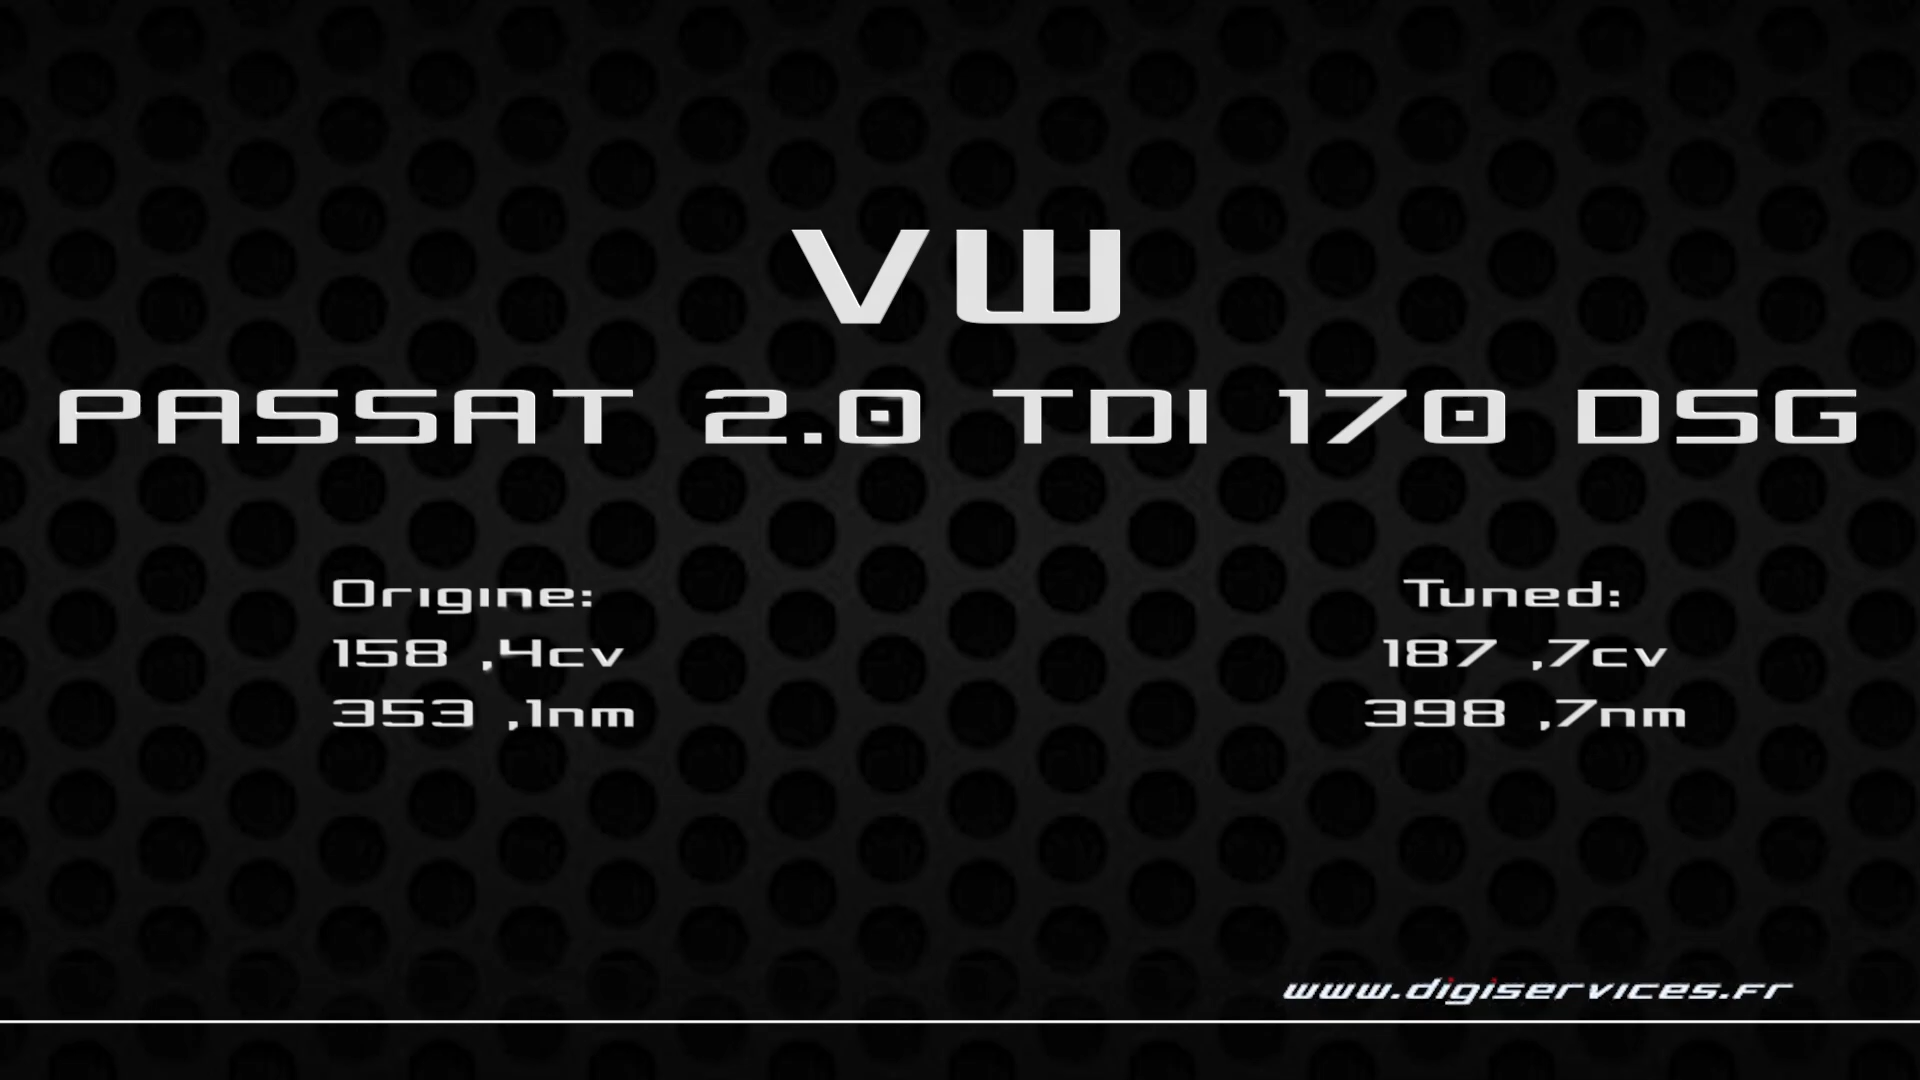 VW
PASSAT 2.0 TDI 170 DSG
Origine:
158 ,4cv
353 ,1nm
Tuned:
187 ,7cv
398 ,7nm
www.digiservices.fr